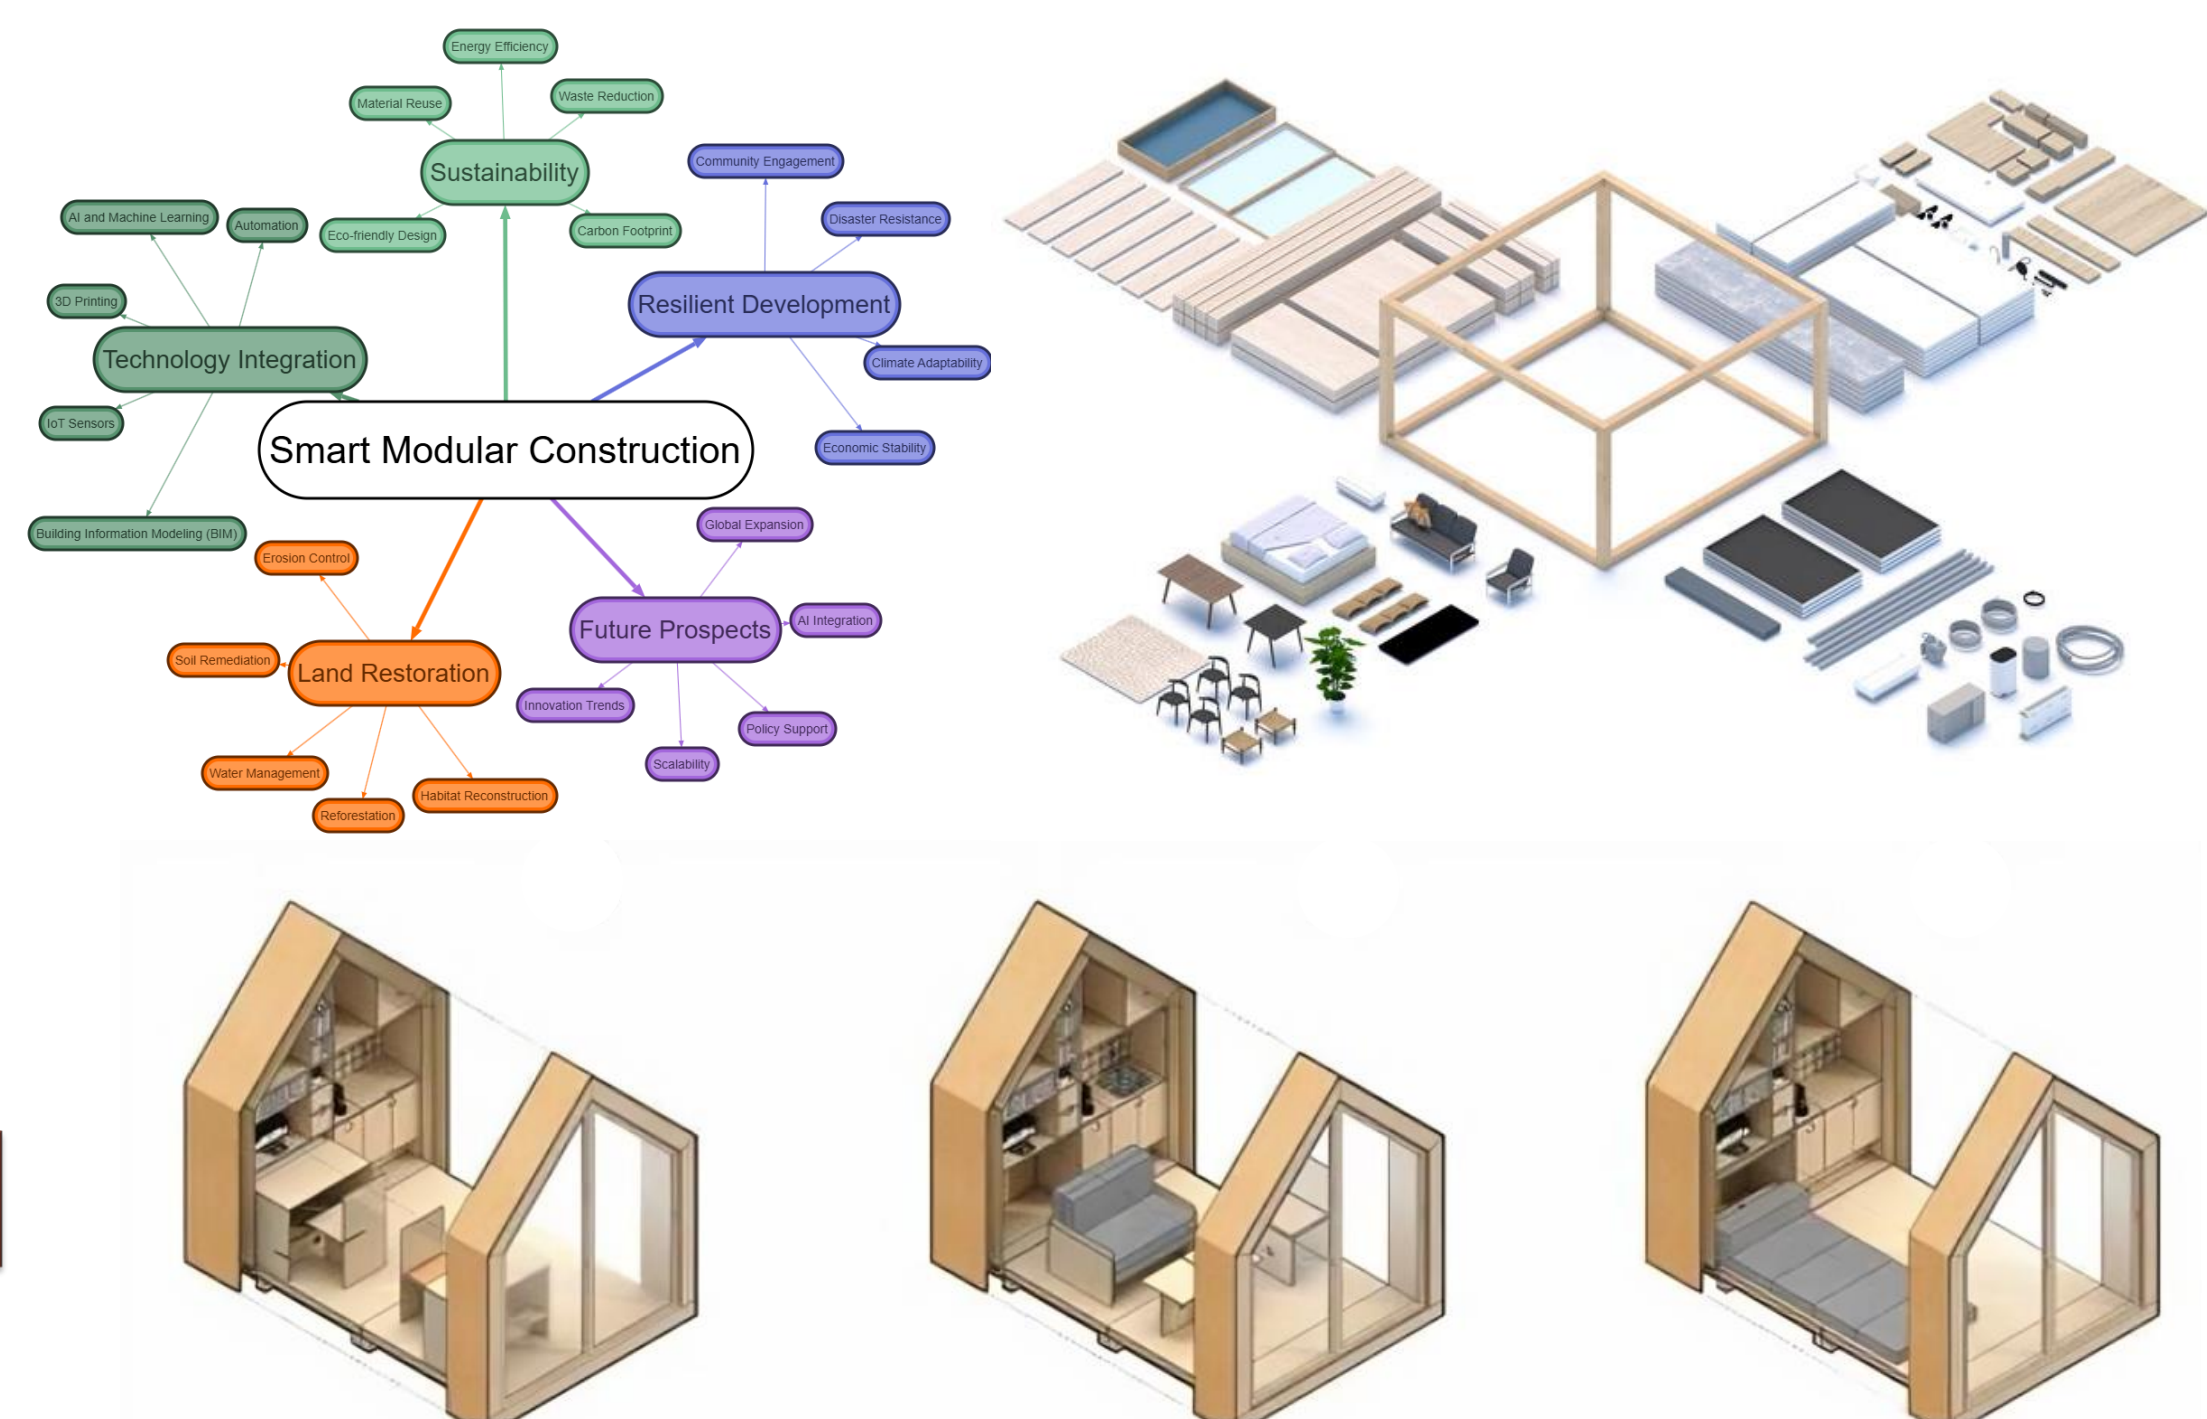 Energy Efficiency
Material Reuse
Waste Reduction
Sustainability
Eco-friendly Design
Carbon Footprint
Community Engagement
Disaster Resistance
Resilient Development
Climate Adaptability
Economic Stability
AI and Machine Learning
Automation
3D Printing
Technology Integration
IoT Sensors
Building Information Modeling (BIM)
Smart Modular Construction
Erosion Control
Soil Remediation
Land Restoration
Water Management
Reforestation
Habitat Reconstruction
Global Expansion
Future Prospects
AI Integration
Innovation Trends
Policy Support
Scalability